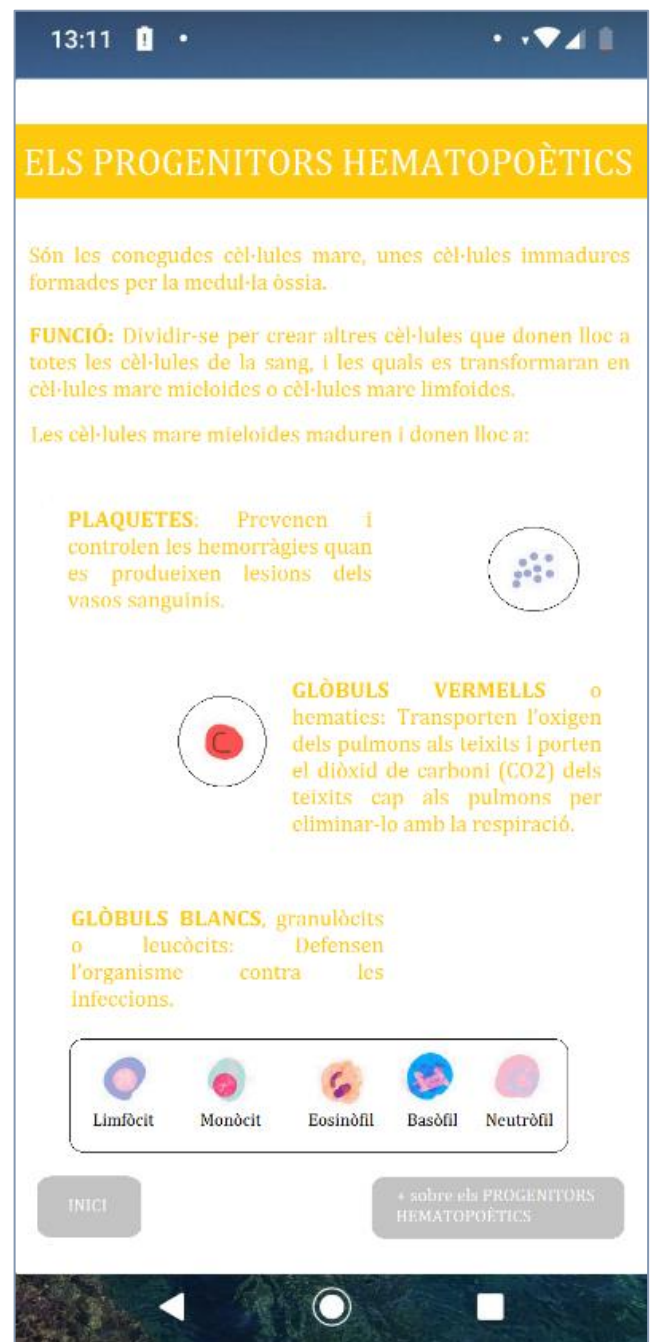 13:11
ELS PROGENITORS HEMATOPOÈTICS
Són les conegudes cèl·lules mare, unes cèl·lules immadures
formades per la medul·la òssia.
FUNCIÓ: Dividir-se per crear altres cèl·lules que donen lloc a
totes les cèl·lules de la sang, i les quals es transformaran en
cèl·lules mare mieloides o cèl·lules mare limfoides.
Les cèl·lules mare mieloides maduren i donen lloc a:
PLAQUETES: Prevenen i
controlen les hemorràgies quan
es produeixen lesions dels
vasos sanguinis.
GLÒBULS VERMELLS o
hematies: Transporten l'oxigen
dels pulmons als teixits i porten
el diòxid de carboni (CO2) dels
teixits cap als pulmons per
eliminar-lo amb la respiració.
GLÒBULS BLANCS, granulòcits
o leucòcits: Defensen
l'organisme contra les
infeccions.
Limfòcit Monòcit Eosinòfil Basòfil Neutròfil
INICI
+ sobre els PROGENITORS
HEMATOPOÈTICS